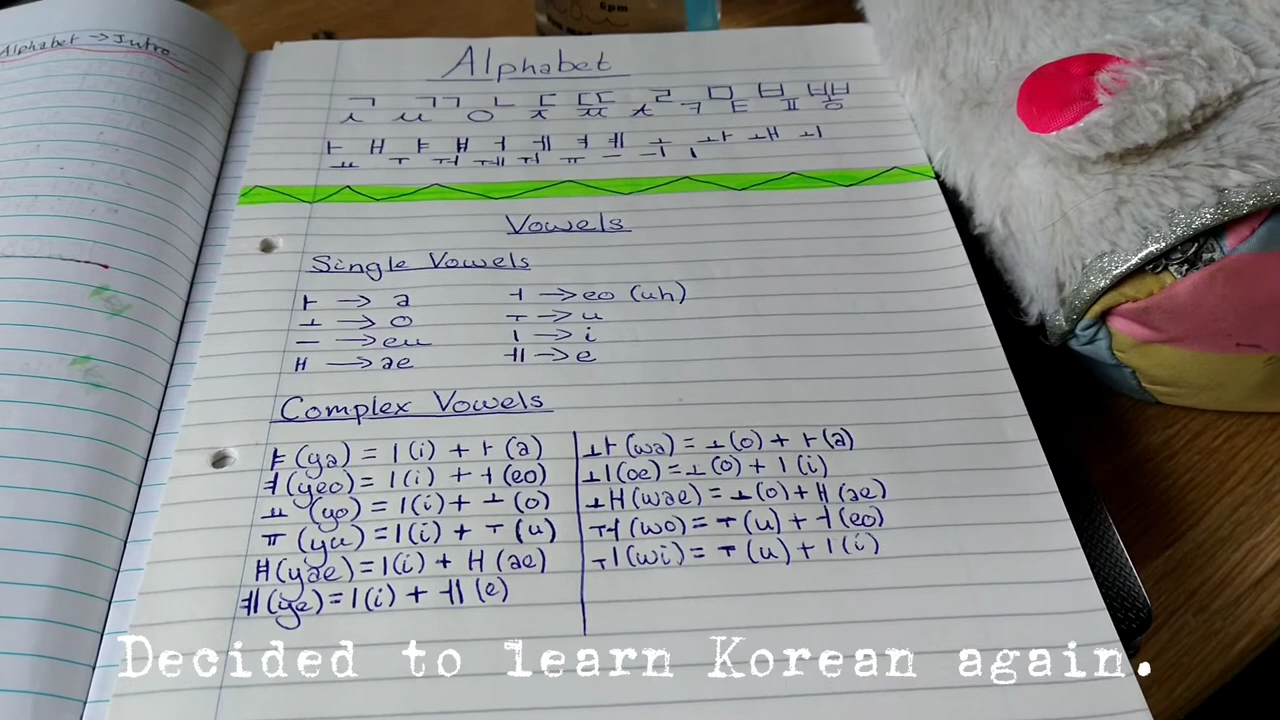 Alphabet → Intro
6pm
Alphabet
ㄱ ㄲ ㄴ ㄷ ㄸ ㄹ ㅁ ㅂ ㅃ
ㅅ ㅆ ㅇ ㅈ ㅉ ㅊ ㅋ ㅌ ㅍ ㅎ
ㅏ ㅐ ㅑ ㅒ ㅓ ㅔ ㅕ ㅖ ㅗ ㅘ ㅙ ㅚ
ㅛ ㅜ ㅝ ㅞ ㅟ ㅠ ㅡ ㅢ ㅣ
Vowels
Single Vowels
ㅏ → a ㅓ → eo (uh)
ㅗ → o ㅜ → u
ㅡ → eu ㅣ → i
ㅐ → ae ㅔ → e
Complex Vowels
ㅑ (ya) = ㅣ(i) + ㅏ (a)
ㅕ (yeo) = ㅣ(i) + ㅓ (eo)
ㅛ (yo) = ㅣ(i) + ㅗ (o)
ㅠ (yu) = ㅣ(i) + ㅜ (u)
ㅐ (yae) = ㅣ(i) + ㅐ (ae)
ㅖ (ye) = ㅣ(i) + ㅔ (e)
ㅘ (wa) = ㅗ (o) + ㅏ (a)
ㅚ (oe) = ㅗ (o) + ㅣ (i)
ㅙ (wae) = ㅗ (o) + ㅐ (ae)
ㅝ (wo) = ㅜ (u) + ㅓ (eo)
ㅟ (wi) = ㅜ (u) + ㅣ (i)
Decided to learn Korean again.